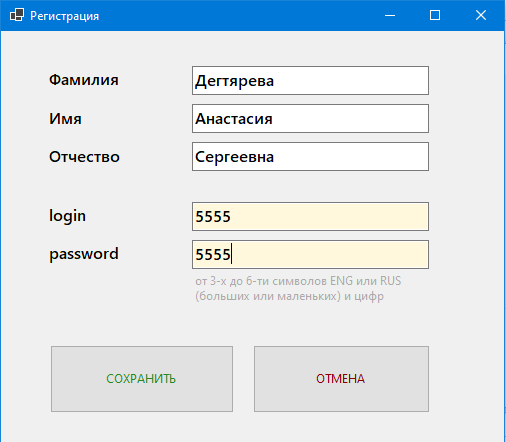 Регистрация
Фамилия Дегтярева
Имя Анастасия
Отчество Сергеевна
login 5555
password 5555
от 3-х до 6-ти символов ENG или RUS
(больших или маленьких) и цифр
СОХРАНИТЬ ОТМЕНА